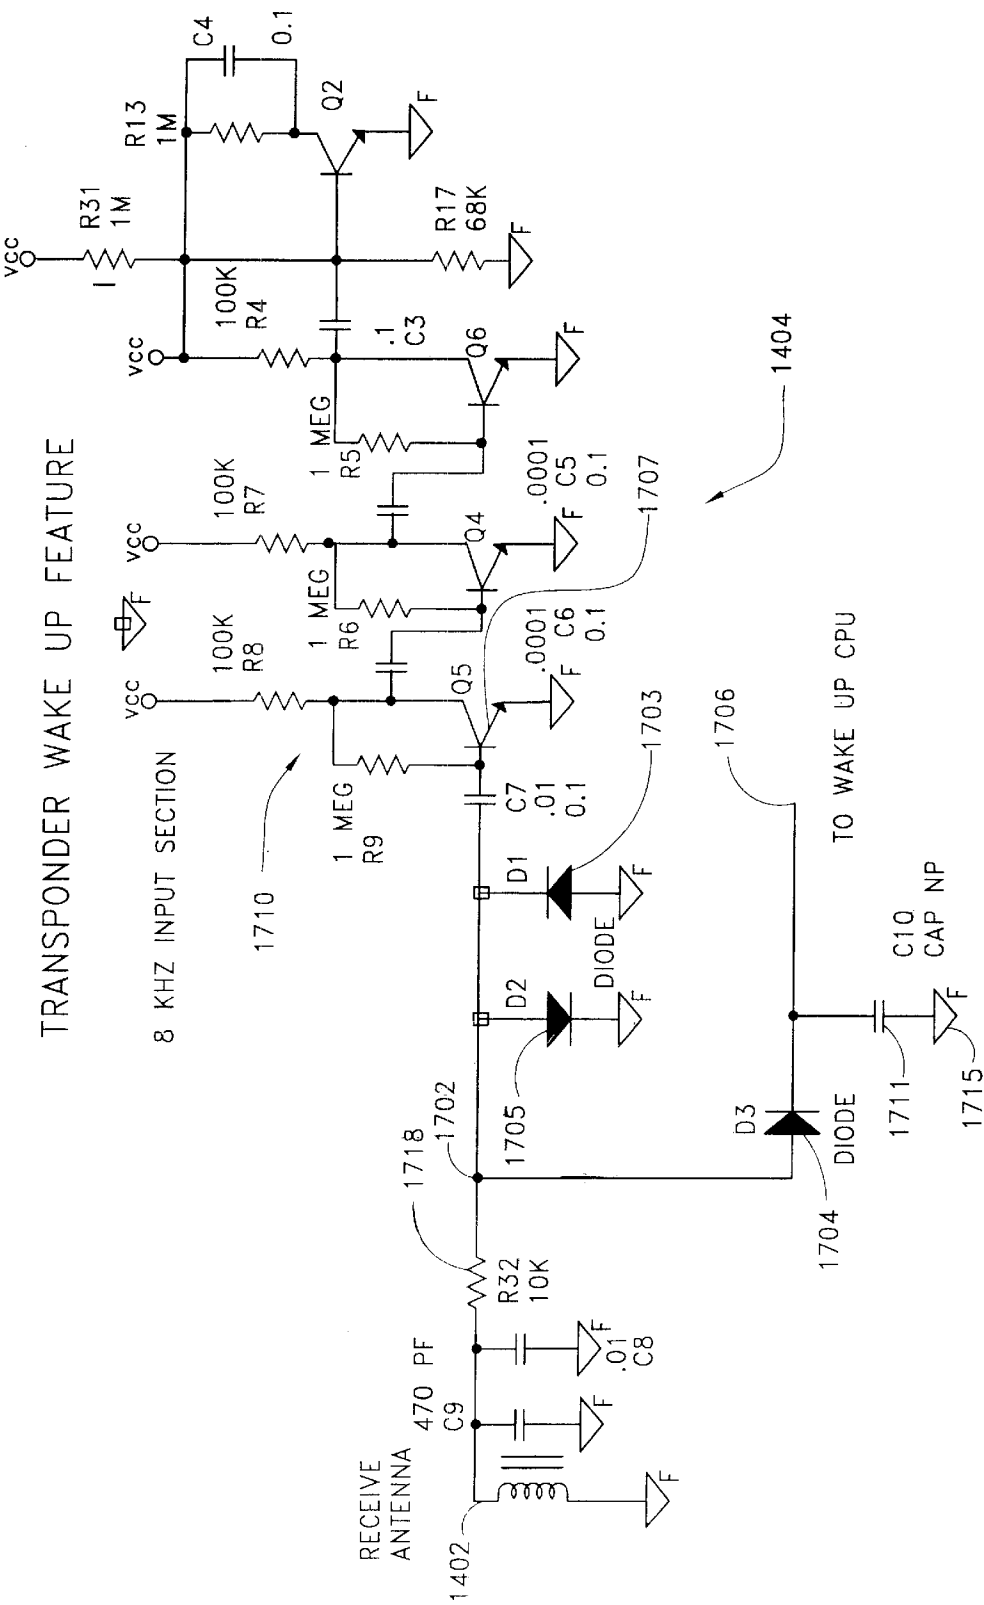 TRANSPONDER WAKE UP FEATURE
8 KHZ INPUT SECTION
F
RECEIVE
ANTENNA
1402
F
470 PF
C9
F
.01
C8
F
R32
10K
1718
1702
D2
1705
F
DIODE
D1
1703
F
D3
DIODE
1704
1711
C10
CAP NP
1715
F
1706
TO WAKE UP CPU
1710
C7
.01
0.1
1 MEG
R9
VCC
100K
R8
Q5
F
1707
.0001
C6
0.1
1 MEG
R6
VCC
100K
R7
Q4
F
.0001
C5
0.1
1 MEG
R5
VCC
100K
R4
Q6
F
.1
C3
1404
VCC
R31
1M
R17
68K
F
R13
1M
Q2
F
C4
0.1